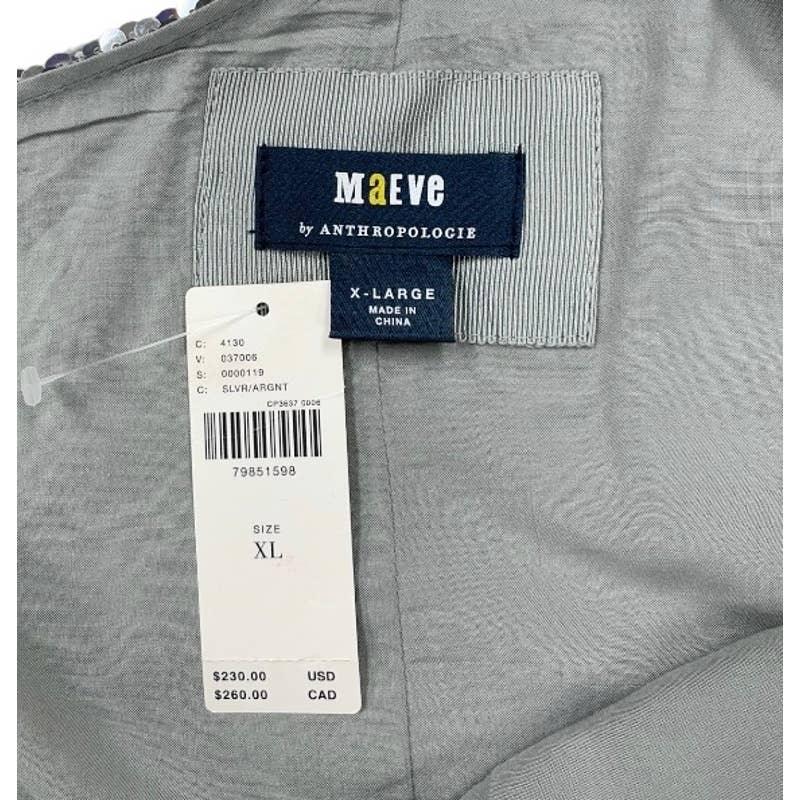 MaEVe
by ANTHROPOLOGIE
X-LARGE
MADE IN
CHINA
C: 4130
V: 037006
S: 0000119
C: SLVR/ARGNT
CP3637 0006
79851598
SIZE
XL
$230.00 USD
$260.00 CAD